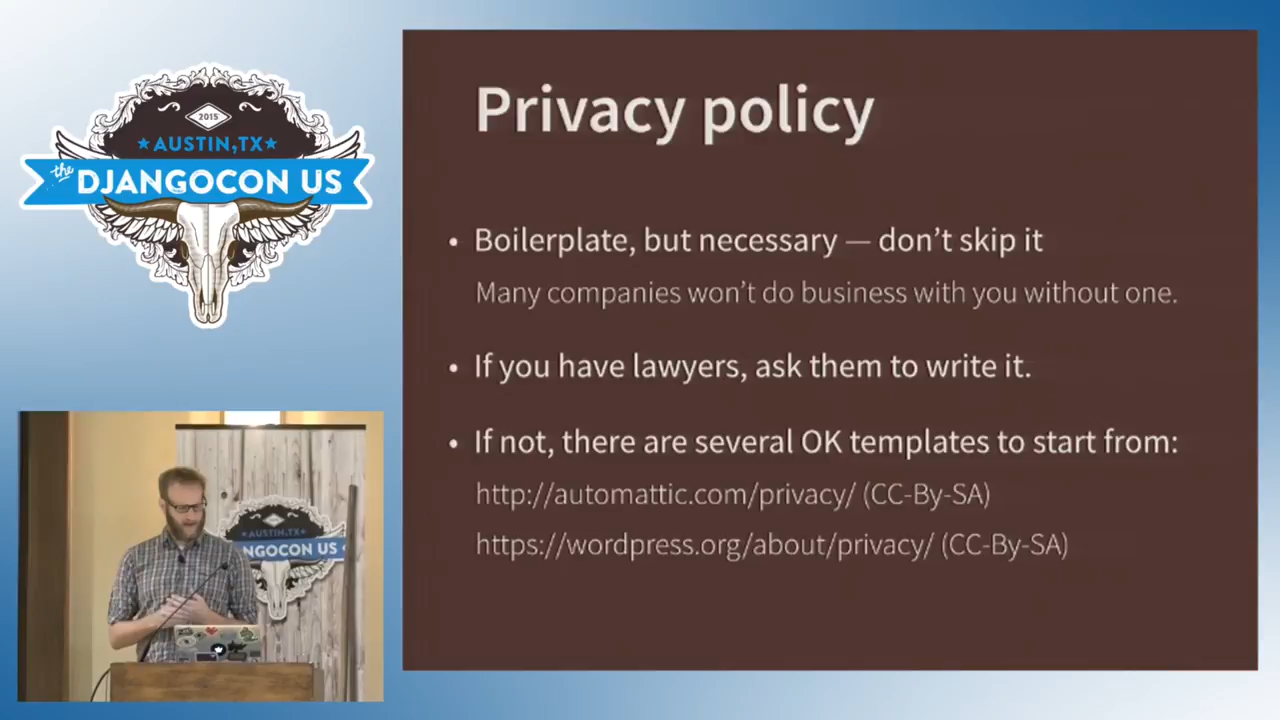 2015
AUSTIN,TX
the DJANGOCON US
Privacy policy
• Boilerplate, but necessary — don’t skip it
Many companies won’t do business with you without one.
• If you have lawyers, ask them to write it.
• If not, there are several OK templates to start from:
http://automattic.com/privacy/ (CC-By-SA)
https://wordpress.org/about/privacy/ (CC-By-SA)
AUSTIN,TX
ANGOCON US